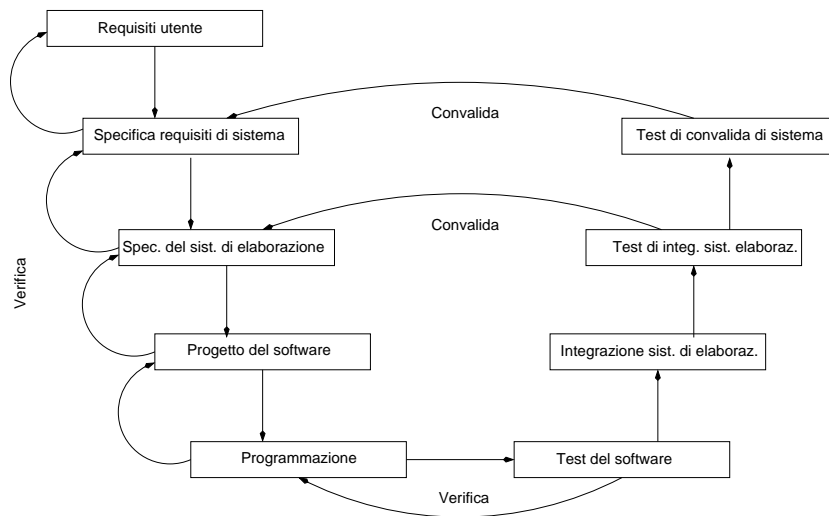 Requisiti utente
Convalida
Specifica requisiti di sistema
Test di convalida di sistema
Convalida
Spec. del sist. di elaborazione
Test di integ. sist. elaboraz.
Verifica
Progetto del software
Integrazione sist. di elaboraz.
Programmazione
Test del software
Verifica